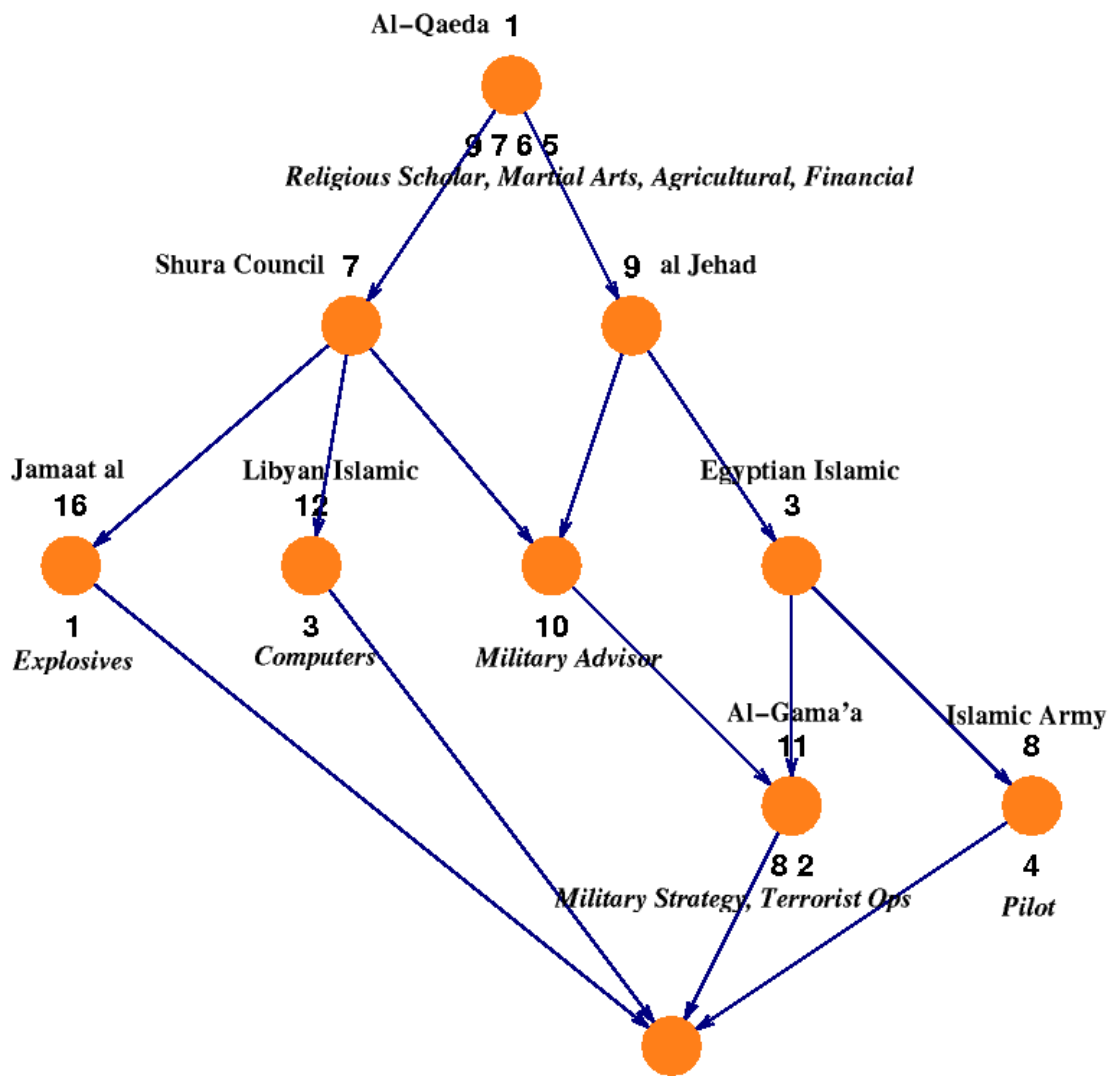 Al-Qaeda 1
9 7 6 5
Religious Scholar, Martial Arts, Agricultural, Financial
Shura Council 7
9 al Jehad
Jamaat al
16
Libyan Islamic
12
Egyptian Islamic
3
1
Explosives
3
Computers
10
Military Advisor
Al-Gama'a
11
Islamic Army
8
8 2
Military Strategy, Terrorist Ops
4
Pilot